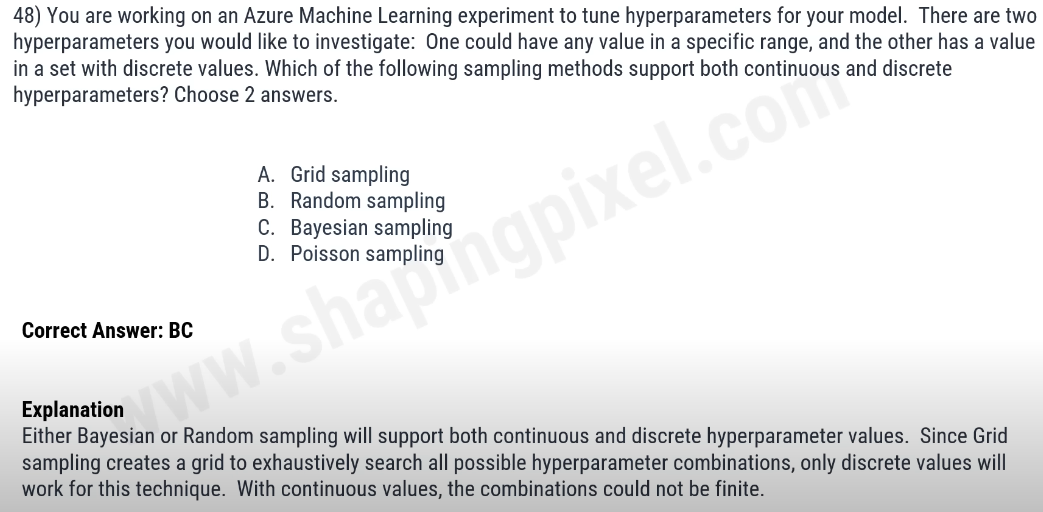 48) You are working on an Azure Machine Learning experiment to tune hyperparameters for your model. There are two
hyperparameters you would like to investigate: One could have any value in a specific range, and the other has a value
in a set with discrete values. Which of the following sampling methods support both continuous and discrete
hyperparameters? Choose 2 answers.
A. Grid sampling
B. Random sampling
C. Bayesian sampling
D. Poisson sampling
www.shapingpixel.com
Correct Answer: BC
Explanation
Either Bayesian or Random sampling will support both continuous and discrete hyperparameter values. Since Grid
sampling creates a grid to exhaustively search all possible hyperparameter combinations, only discrete values will
work for this technique. With continuous values, the combinations could not be finite.